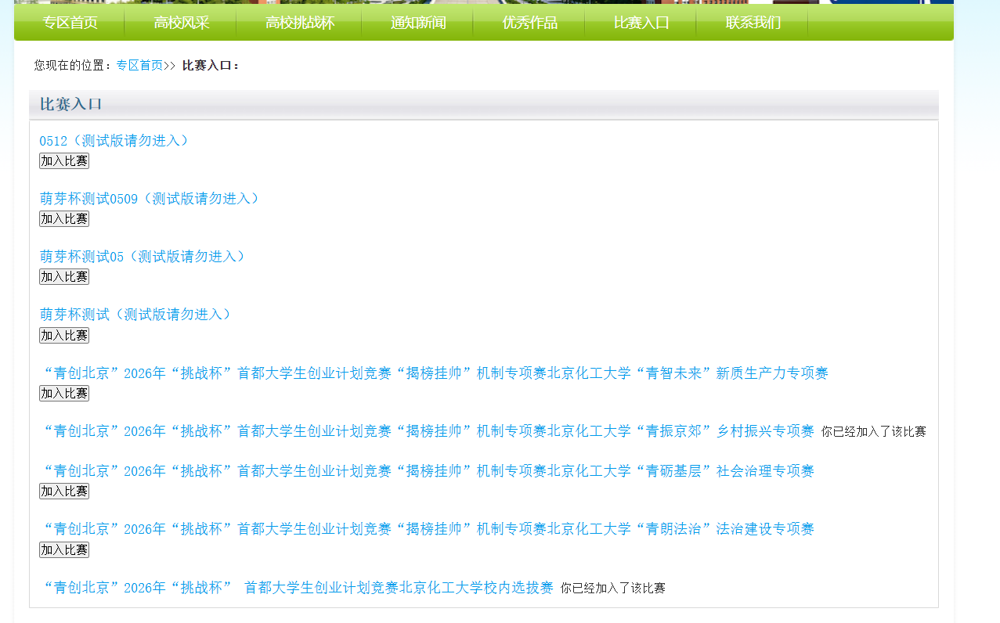 专区首页 高校风采 高校挑战杯 通知新闻 优秀作品 比赛入口 联系我们
您现在的位置：专区首页>> 比赛入口：
比赛入口
0512（测试版请勿进入）
加入比赛
萌芽杯测试0509（测试版请勿进入）
加入比赛
萌芽杯测试05（测试版请勿进入）
加入比赛
萌芽杯测试（测试版请勿进入）
加入比赛
“青创北京”2026年“挑战杯”首都大学生创业计划竞赛“揭榜挂帅”机制专项赛北京化工大学“青智未来”新质生产力专项赛
加入比赛
“青创北京”2026年“挑战杯”首都大学生创业计划竞赛“揭榜挂帅”机制专项赛北京化工大学“青振京郊”乡村振兴专项赛 你已经加入了该比赛
“青创北京”2026年“挑战杯”首都大学生创业计划竞赛“揭榜挂帅”机制专项赛北京化工大学“青砺基层”社会治理专项赛
加入比赛
“青创北京”2026年“挑战杯”首都大学生创业计划竞赛“揭榜挂帅”机制专项赛北京化工大学“青朗法治”法治建设专项赛
加入比赛
“青创北京”2026年“挑战杯” 首都大学生创业计划竞赛北京化工大学校内选拔赛 你已经加入了该比赛